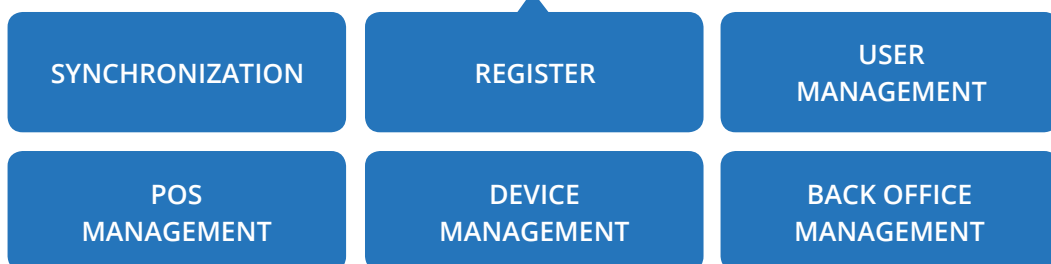 SYNCHRONIZATION
REGISTER
USER
MANAGEMENT
POS
MANAGEMENT
DEVICE
MANAGEMENT
BACK OFFICE
MANAGEMENT